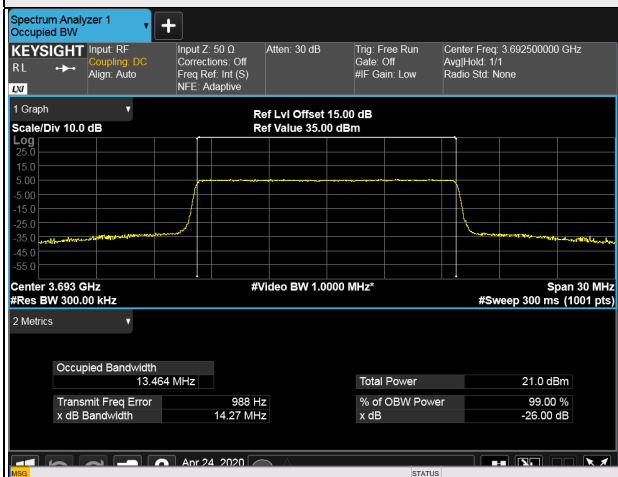 Spectrum Analyzer 1
Occupied BW
+
KEYSIGHT
RL
LXI
Input: RF
Coupling: DC
Align: Auto
Input Z: 50 Ω
Corrections: Off
Freq Ref: Int (S)
NFE: Adaptive
Atten: 30 dB
Trig: Free Run
Gate: Off
#IF Gain: Low
Center Freq: 3.692500000 GHz
Avg|Hold: 1/1
Radio Std: None
1 Graph
Scale/Div 10.0 dB
Ref Lvl Offset 15.00 dB
Ref Value 35.00 dBm
Log
25.0
15.0
5.00
-5.00
-15.0
-25.0
-35.0
-45.0
-55.0
Center 3.693 GHz
#Video BW 1.0000 MHz*
Span 30 MHz
#Res BW 300.00 kHz
#Sweep 300 ms (1001 pts)
2 Metrics
Occupied Bandwidth
13.464 MHz
Total Power 21.0 dBm
Transmit Freq Error 988 Hz
% of OBW Power 99.00 %
x dB Bandwidth 14.27 MHz
x dB -26.00 dB
Apr 24, 2020
MSG
STATUS